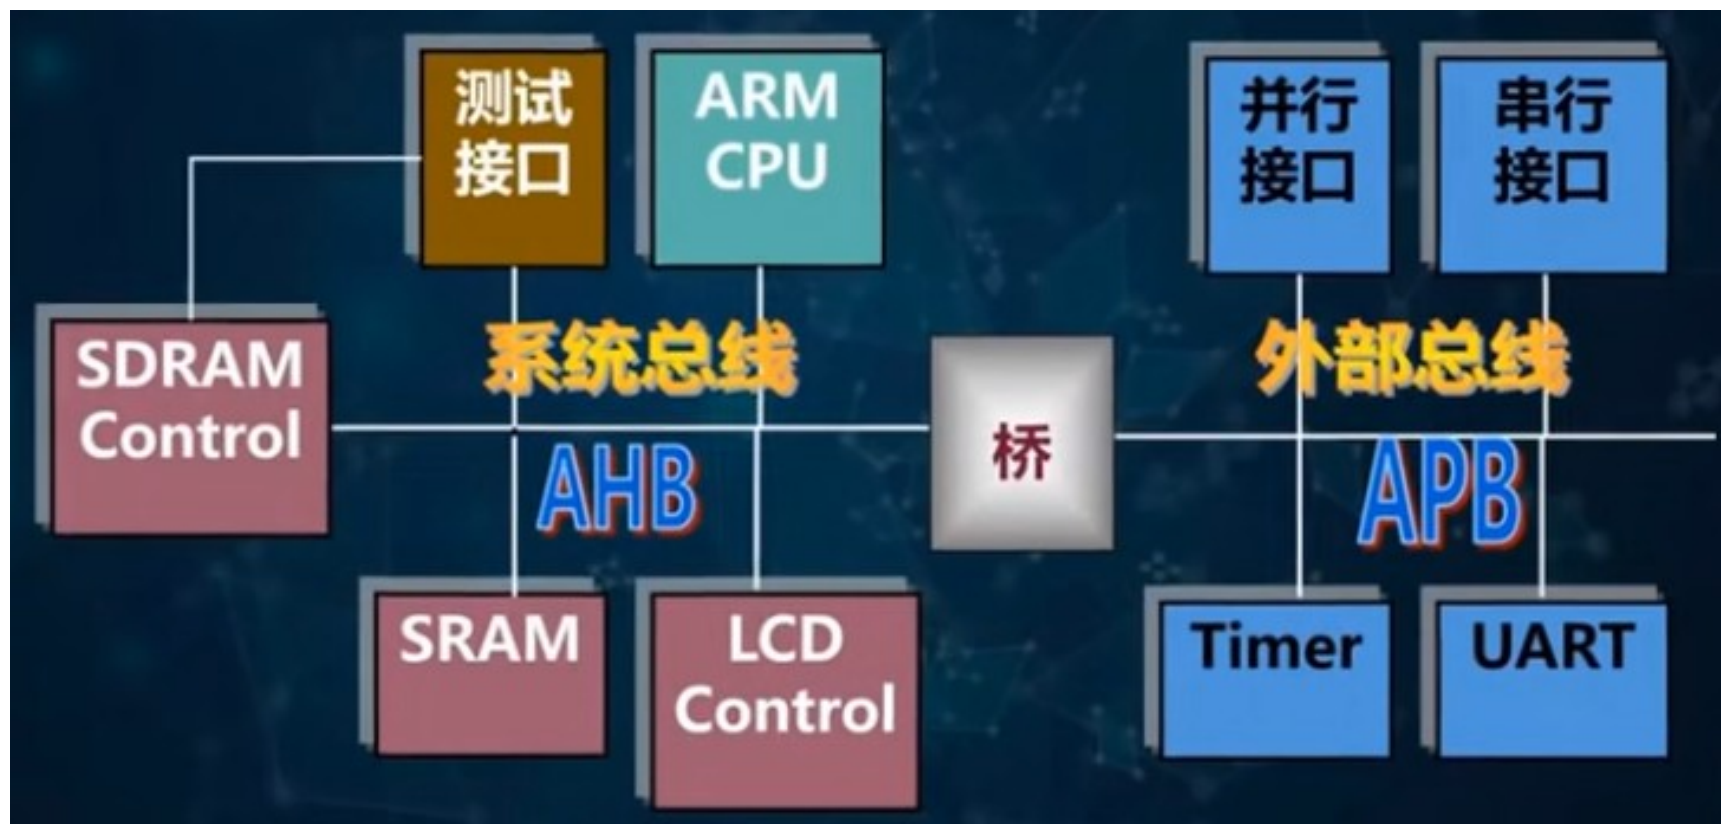 测试
接口
ARM
CPU
并行
接口
串行
接口
SDRAM
Control
系统总线
外部总线
AHB
桥
APB
SRAM
LCD
Control
Timer
UART